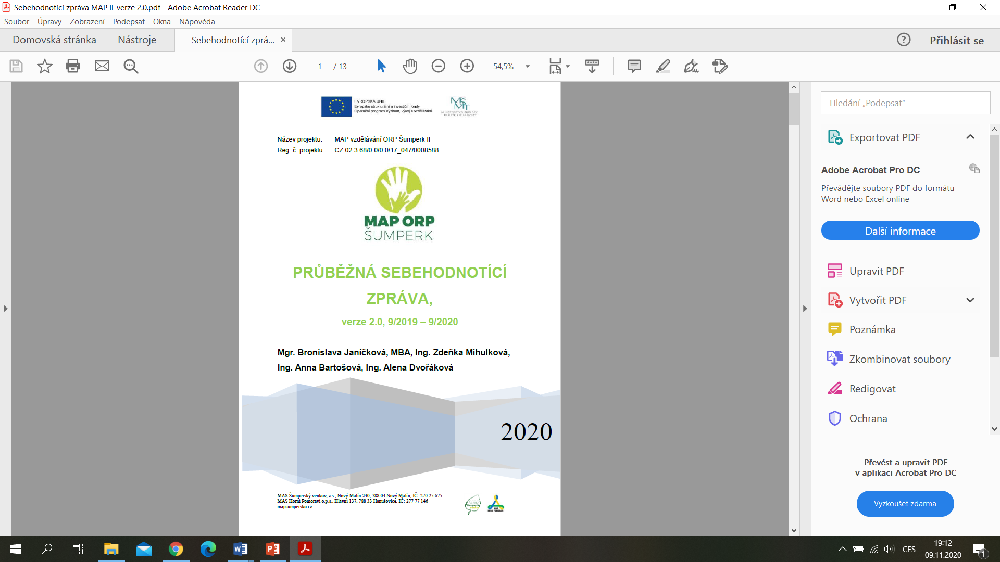 Sebehodnotící zpráva MAP II_verze 2.0.pdf - Adobe Acrobat Reader DC
Soubor Úpravy Zobrazení Podepsat Okna Nápověda
Domovská stránka Nástroje Sebehodnotící zprá... × Přihlásit se
1 / 13 54,5%
EVROPSKÁ UNIE
Evropské strukturální a investiční fondy
Operační program Výzkum, vývoj a vzdělávání
MŠMT
MINISTERSTVO ŠKOLSTVÍ,
MLÁDEŽE A TĚLOVÝCHOVY
Název projektu: MAP vzdělávání ORP Šumperk II
Reg. č. projektu: CZ.02.3.68/0.0/0.0/17_047/0008588
MAP ORP
ŠUMPERK
PRŮBĚŽNÁ SEBEHODNOTÍCÍ
ZPRÁVA,
verze 2.0, 9/2019 – 9/2020
Mgr. Bronislava Janíčková, MBA, Ing. Zdeňka Mihulková,
Ing. Anna Bartošová, Ing. Alena Dvořáková
2020
MAS Šumperský venkov, z.s., Nový Malín 240, 788 03 Nový Malín, IČ: 270 25 675
MAS Horní Pomoraví o.p.s., Hlavní 137, 788 33 Hanušovice, IČ: 277 77 146
mapsumpersko.cz
Hledání „Podepsat“
Exportovat PDF
Adobe Acrobat Pro DC
Převádějte soubory PDF do formátu
Word nebo Excel online
Další informace
Upravit PDF
Vytvořit PDF
Poznámka
Zkombinovat soubory
Redigovat
Ochrana
Převést a upravit PDF
v aplikaci Acrobat Pro DC
Vyzkoušet zdarma
CES
19:12
09.11.2020
1